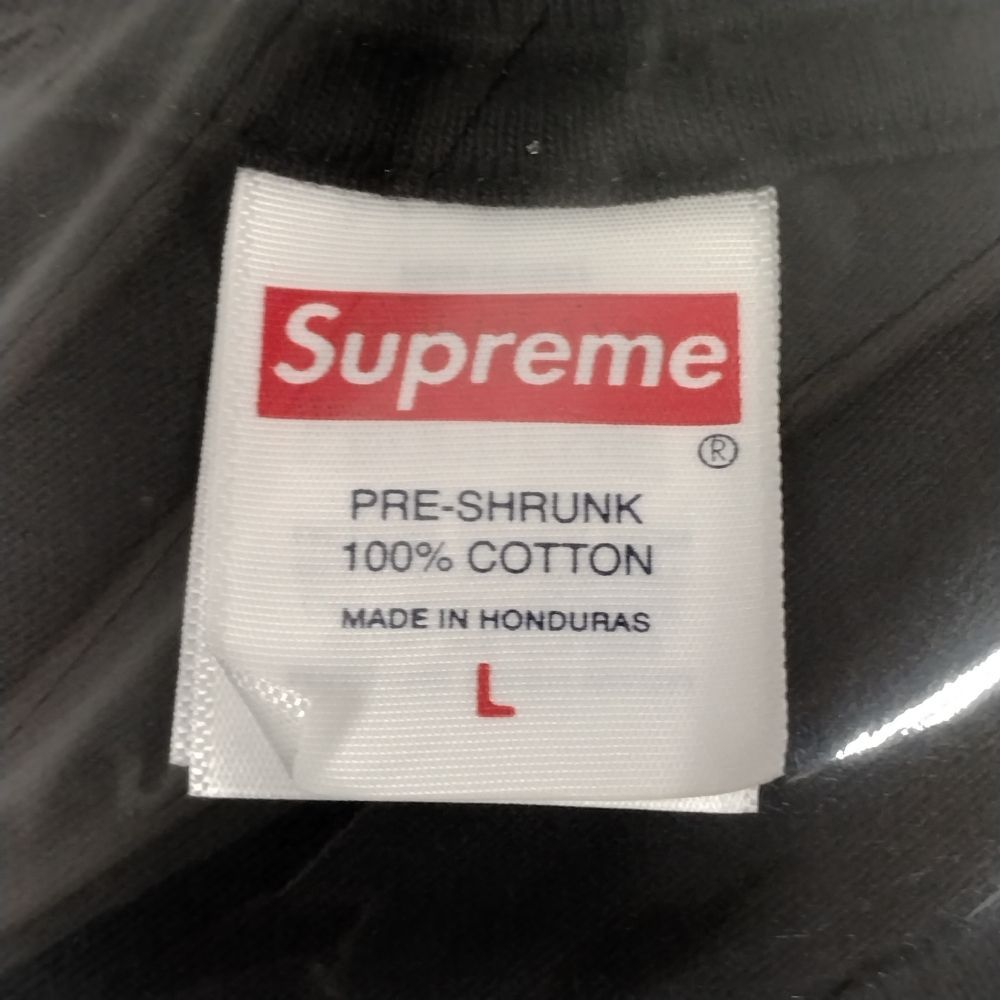 Supreme
®
PRE-SHRUNK
100% COTTON
MADE IN HONDURAS
L